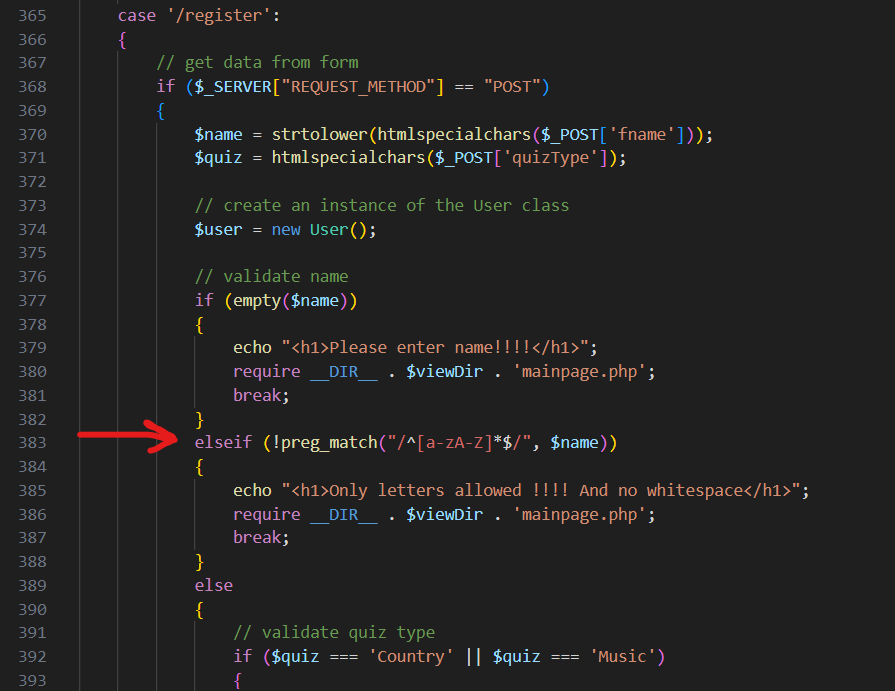 365 case '/register':
366 {
367 // get data from form
368 if ($_SERVER["REQUEST_METHOD"] == "POST")
369 {
370 $name = strtolower(htmlspecialchars($_POST['fname']));
371 $quiz = htmlspecialchars($_POST['quizType']);
372
373 // create an instance of the User class
374 $user = new User();
375
376 // validate name
377 if (empty($name))
378 {
379 echo "<h1>Please enter name!!!!</h1>";
380 require __DIR__ . $viewDir . 'mainpage.php';
381 break;
382 }
383 elseif (!preg_match("/^[a-zA-Z]*$/", $name))
384 {
385 echo "<h1>Only letters allowed !!!! And no whitespace</h1>";
386 require __DIR__ . $viewDir . 'mainpage.php';
387 break;
388 }
389 else
390 {
391 // validate quiz type
392 if ($quiz === 'Country' || $quiz === 'Music')
393 {